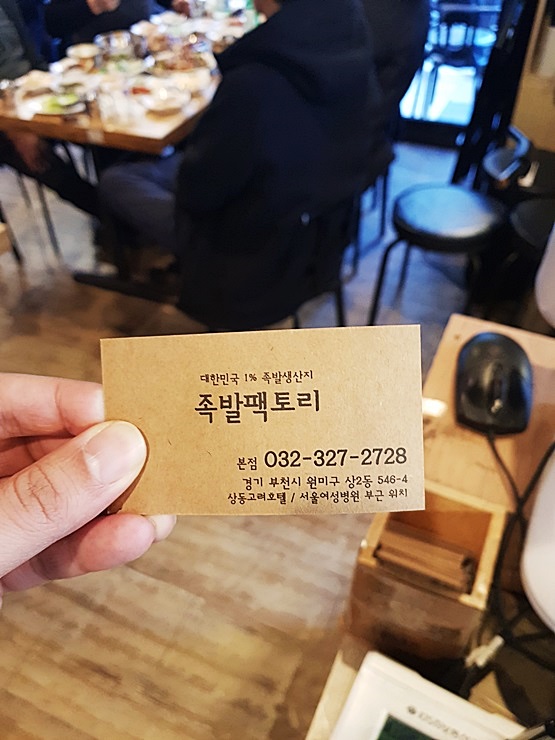 대한민국 1% 족발생산지
족발팩토리
본점 032-327-2728
경기 부천시 원미구 상2동 546-4
상동고려호텔 / 서울여성병원 부근 위치